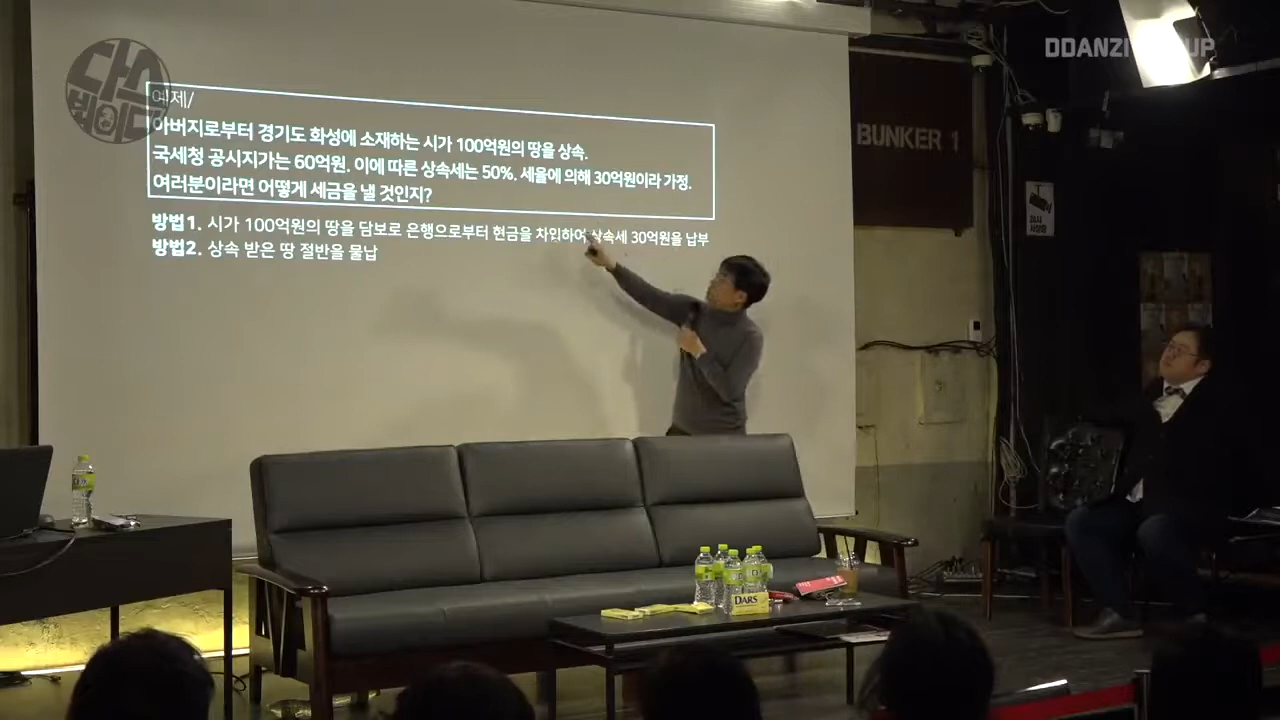 다스뵈이다
DDANZI GROUP
예제/
아버지로부터 경기도 화성에 소재하는 시가 100억원의 땅을 상속.
국세청 공시지가는 60억원. 이에 따른 상속세는 50%. 세율에 의해 30억원이라 가정.
여러분이라면 어떻게 세금을 낼 것인지?
방법1. 시가 100억원의 땅을 담보로 은행으로부터 현금을 차입하여 상속세 30억원을 납부
방법2. 상속 받은 땅 절반을 물납
BUNKER 1
DARS